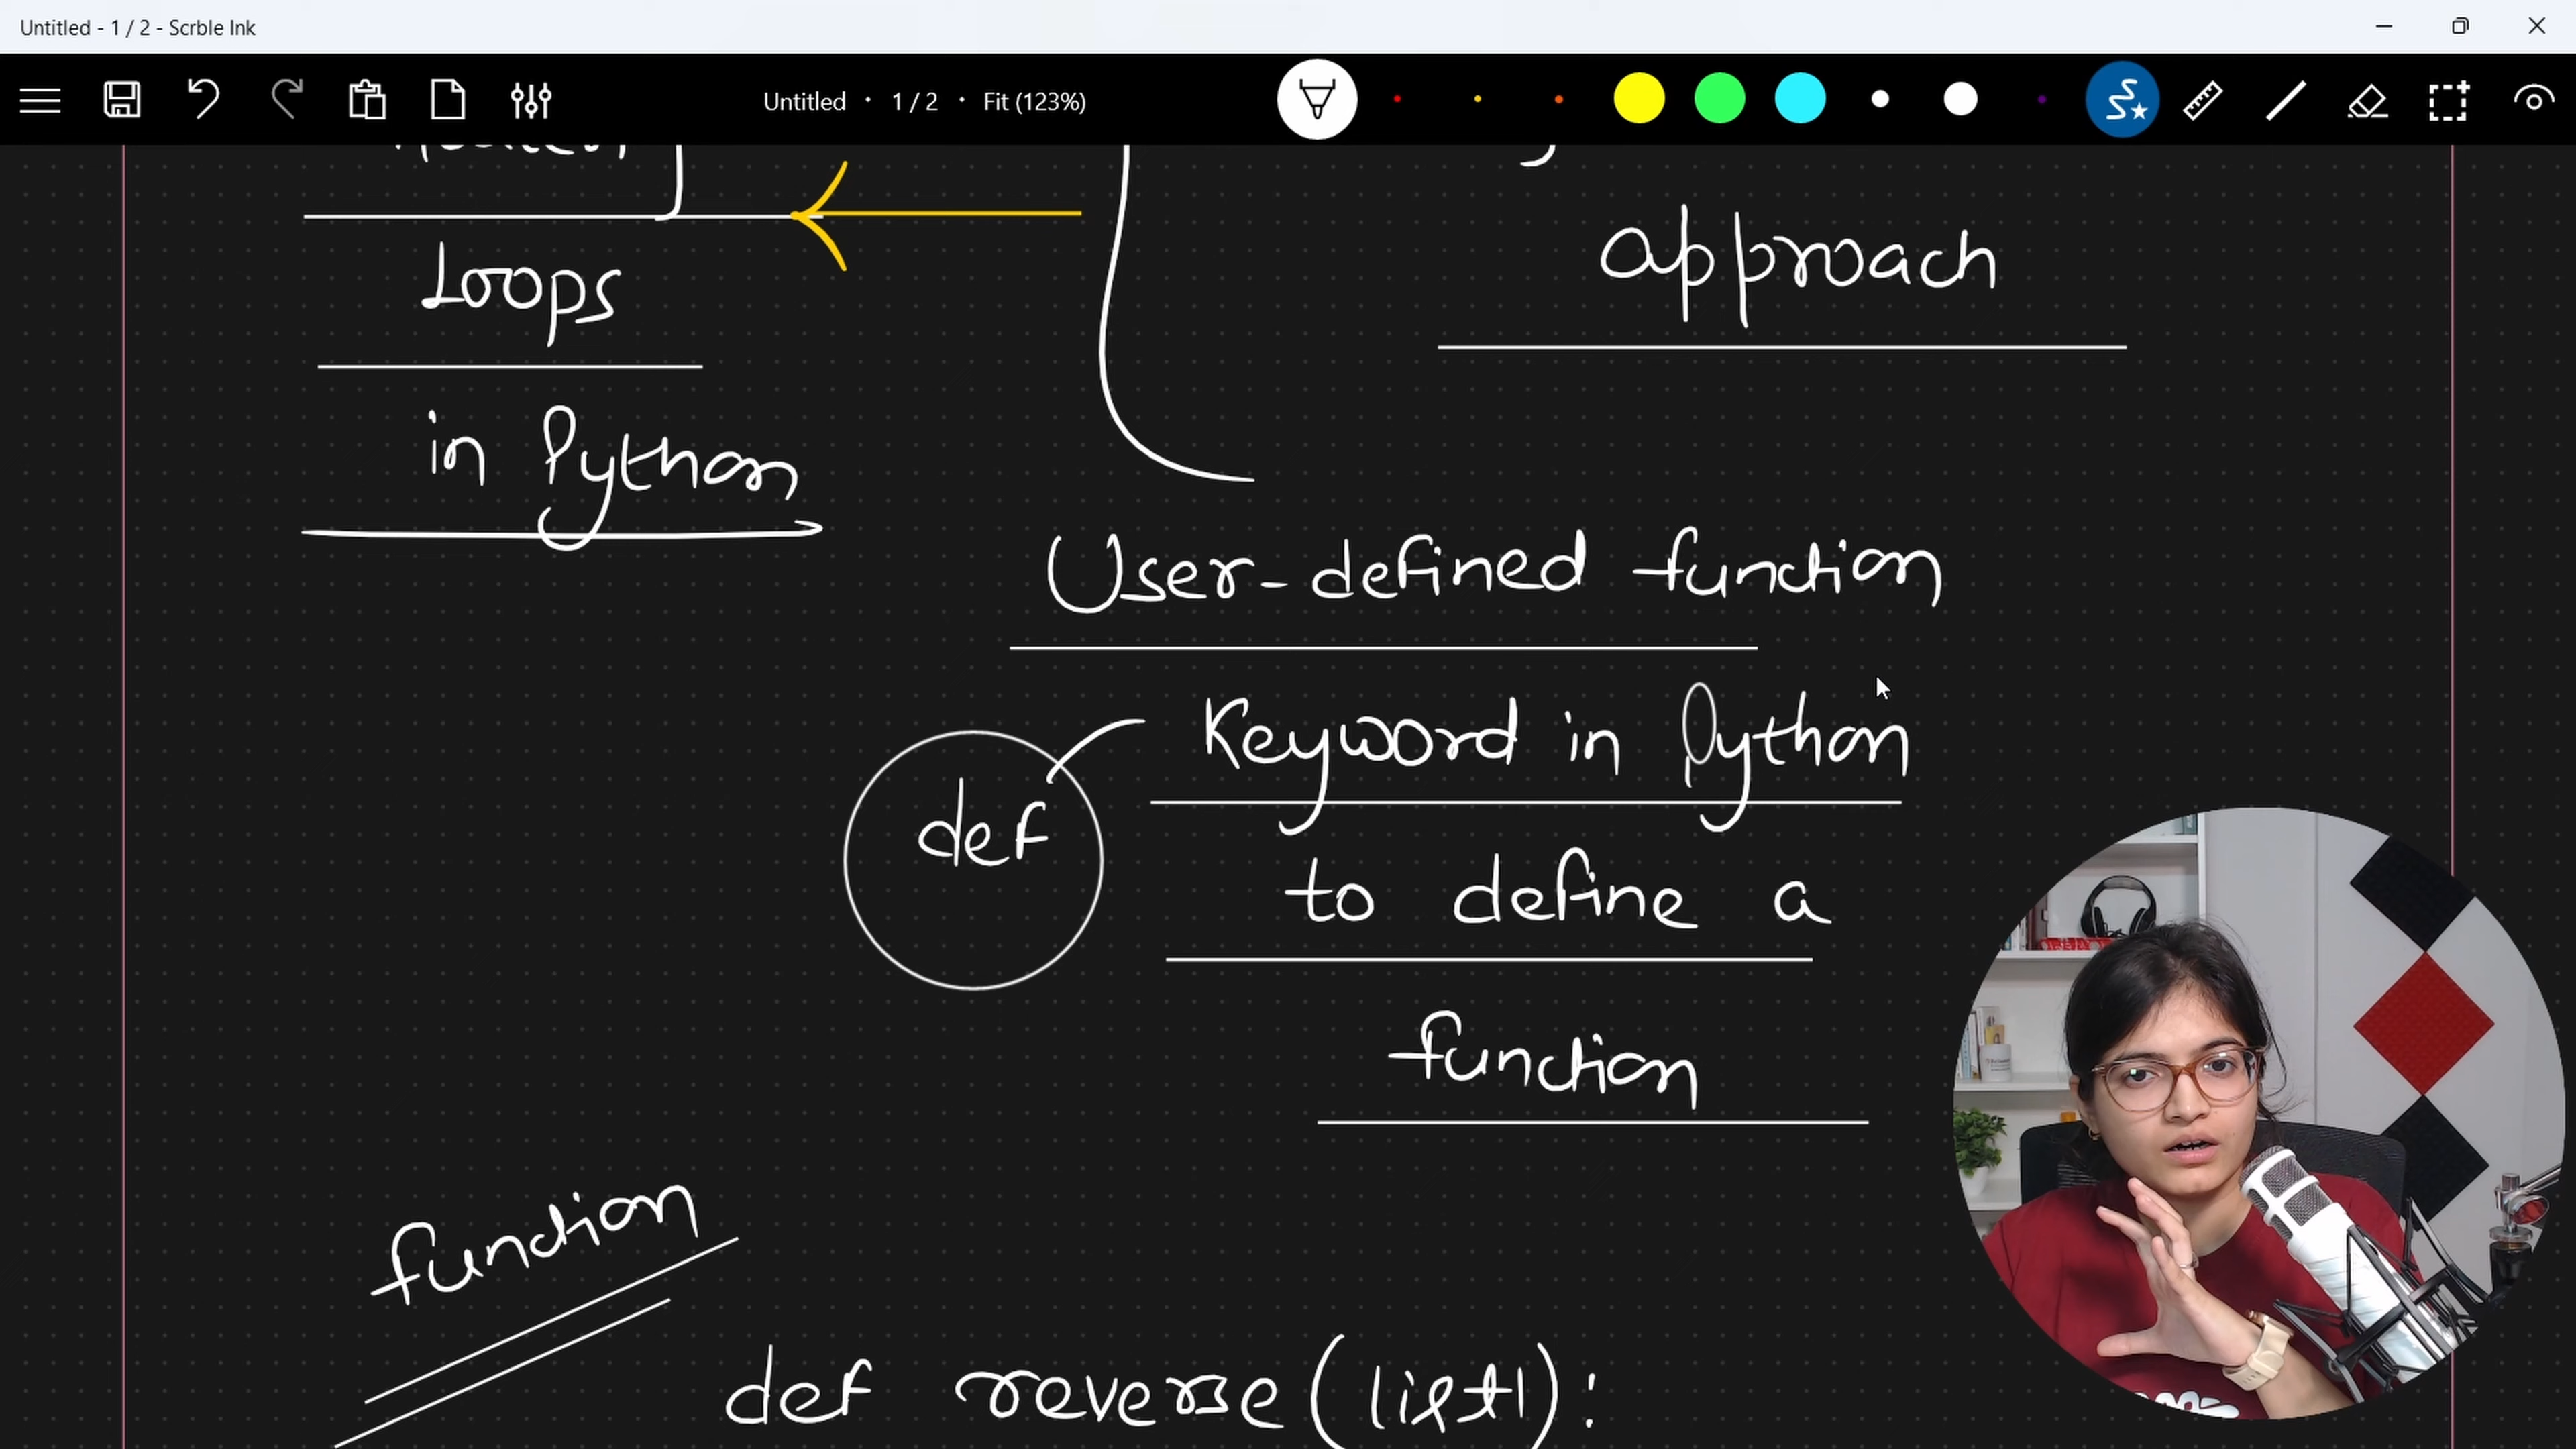 Untitled - 1 / 2 - Scrble Ink
Untitled • 1 / 2 • Fit (123%)
Loops
in Python
approach
User-defined function
def
Keyword in Python
to define a
function
function
def reverse(list1):